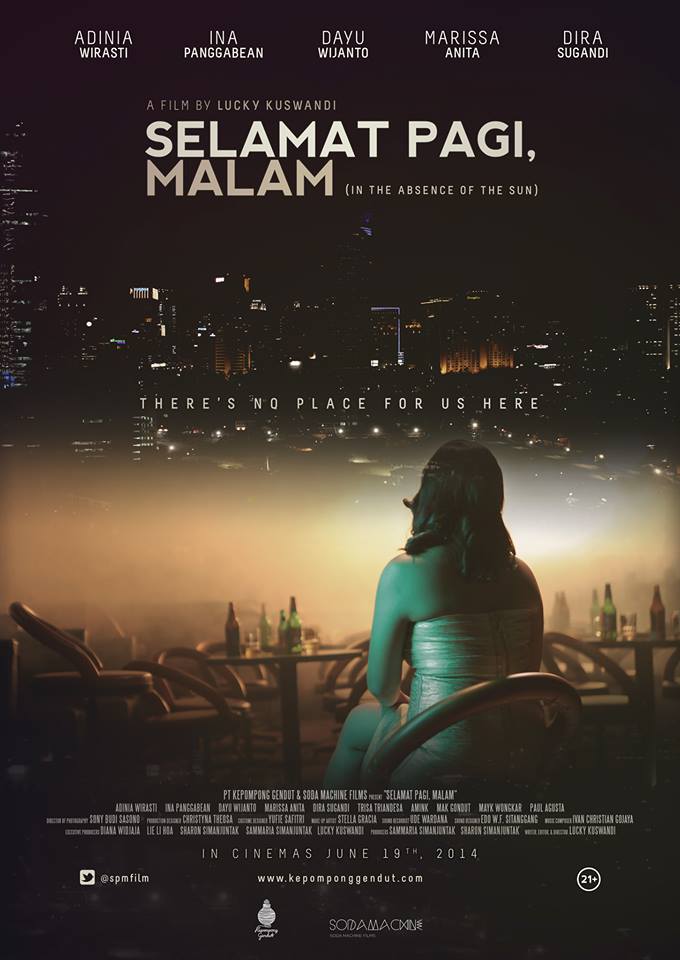 ADINIA INA DAYU MARISSA DIRA
WIRASTI PANGGABEAN WIJANTO ANITA SUGANDI
A FILM BY LUCKY KUSWANDI
SELAMAT PAGI,
MALAM (IN THE ABSENCE OF THE SUN)
THERE'S NO PLACE FOR US HERE
PT KEPOMPONG GENDUT & SODA MACHINE FILMS PRESENT "SELAMAT PAGI, MALAM"
ADINIA WIRASTI INA PANGGABEAN DAYU WIJANTO MARISSA ANITA DIRA SUGANDI TRISA TRIANDESA AMINK MAK GONDUT MAYK WONGKAR PAUL AGUSTA
DIRECTOR OF PHOTOGRAPHY SONY BUDI SASONO PRODUCTION DESIGNER CHRISTYNA THEOSA COSTUME DESIGNER YUFIE SAFITRI MAKE UP ARTIST STELLA GRACIA SOUND RECORDIST UDE WARDANA SOUND DESIGNER EDO W.F. SITANGGANG MUSIC COMPOSER IVAN CHRISTIAN GOJAYA
EXECUTIVE PRODUCERS DIANA WIDJAJA LIE LI HOA SHARON SIMANJUNTAK SAMMARIA SIMANJUNTAK LUCKY KUSWANDI PRODUCERS SAMMARIA SIMANJUNTAK SHARON SIMANJUNTAK WRITER, EDITOR, & DIRECTOR LUCKY KUSWANDI
IN CINEMAS JUNE 19TH, 2014
@spmfilm www.kepomponggendut.com 21+
Kepompong
Gendut
SODAMACHINE
SODA MACHINE FILMS